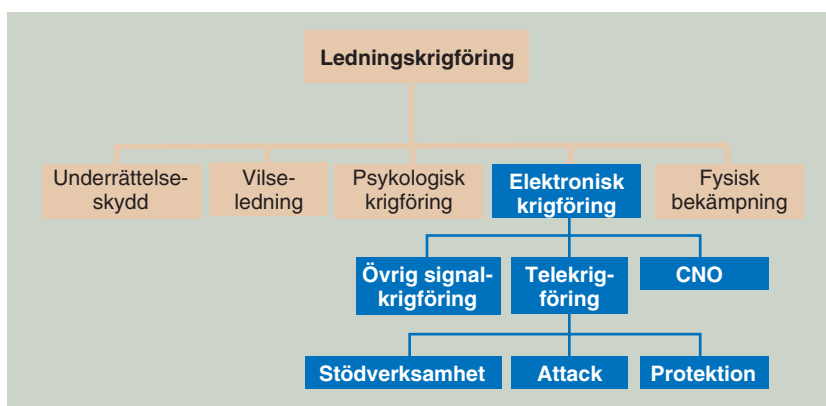 Ledningskrigföring
Underrättelse-
skydd
Vilse-
ledning
Psykologisk
krigföring
Elektronisk
krigföring
Fysisk
bekämpning
Övrig signal-
krigföring
Telekrig-
föring
CNO
Stödverksamhet
Attack
Protektion